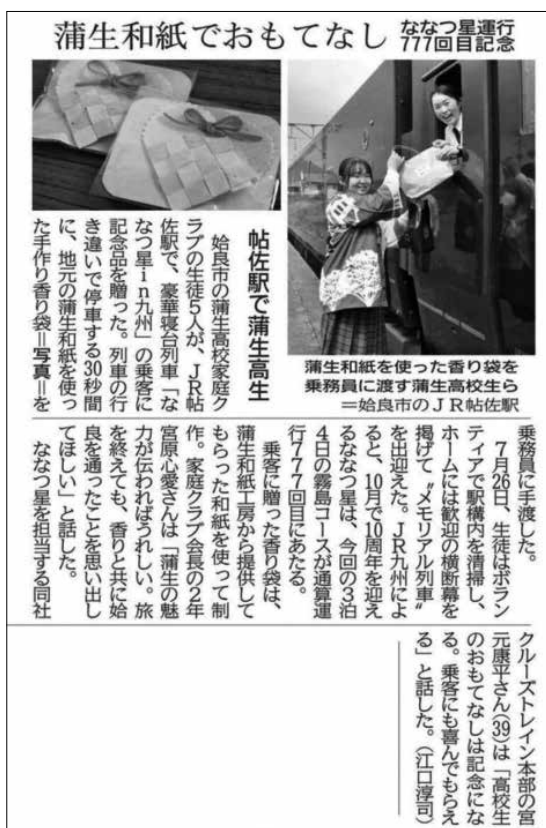 蒲生和紙でおもてなし
ななつ星運行
777回目記念
帖佐駅で蒲生高生
蒲生和紙を使った香り袋を
乗務員に渡す蒲生高校生ら
＝姶良市のＪＲ帖佐駅
姶良市の蒲生高校家庭ク
ラブの生徒５人が、ＪＲ帖
佐駅で、豪華寝台列車「な
なつ星ｉｎ九州」の乗客に
記念品を贈った。列車の行
き違いで停車する30秒間
に、地元の蒲生和紙を使っ
た手作り香り袋＝写真＝を
乗務員に手渡した。
７月26日、生徒はボラン
ティアで駅構内を清掃し、
ホームには歓迎の横断幕を
掲げて〝メモリアル列車〟
を出迎えた。ＪＲ九州によ
ると、10月で10周年を迎え
るななつ星は、今回の３泊
４日の霧島コースが通算運
行７７７回目にあたる。
乗客に贈った香り袋は、
蒲生和紙工房から提供して
もらった和紙を使って制
作。家庭クラブ会長の２年
宮原心愛さんは「蒲生の魅
力が伝わればうれしい。旅
を終えても、香りと共に姶
良を通ったことを思い出し
てほしい」と話した。
ななつ星を担当する同社
クルーズトレイン本部の宮
元康平さん(39)は「高校生
のおもてなしは記念にな
る。乗客にも喜んでもらえ
る」と話した。（江口淳司）